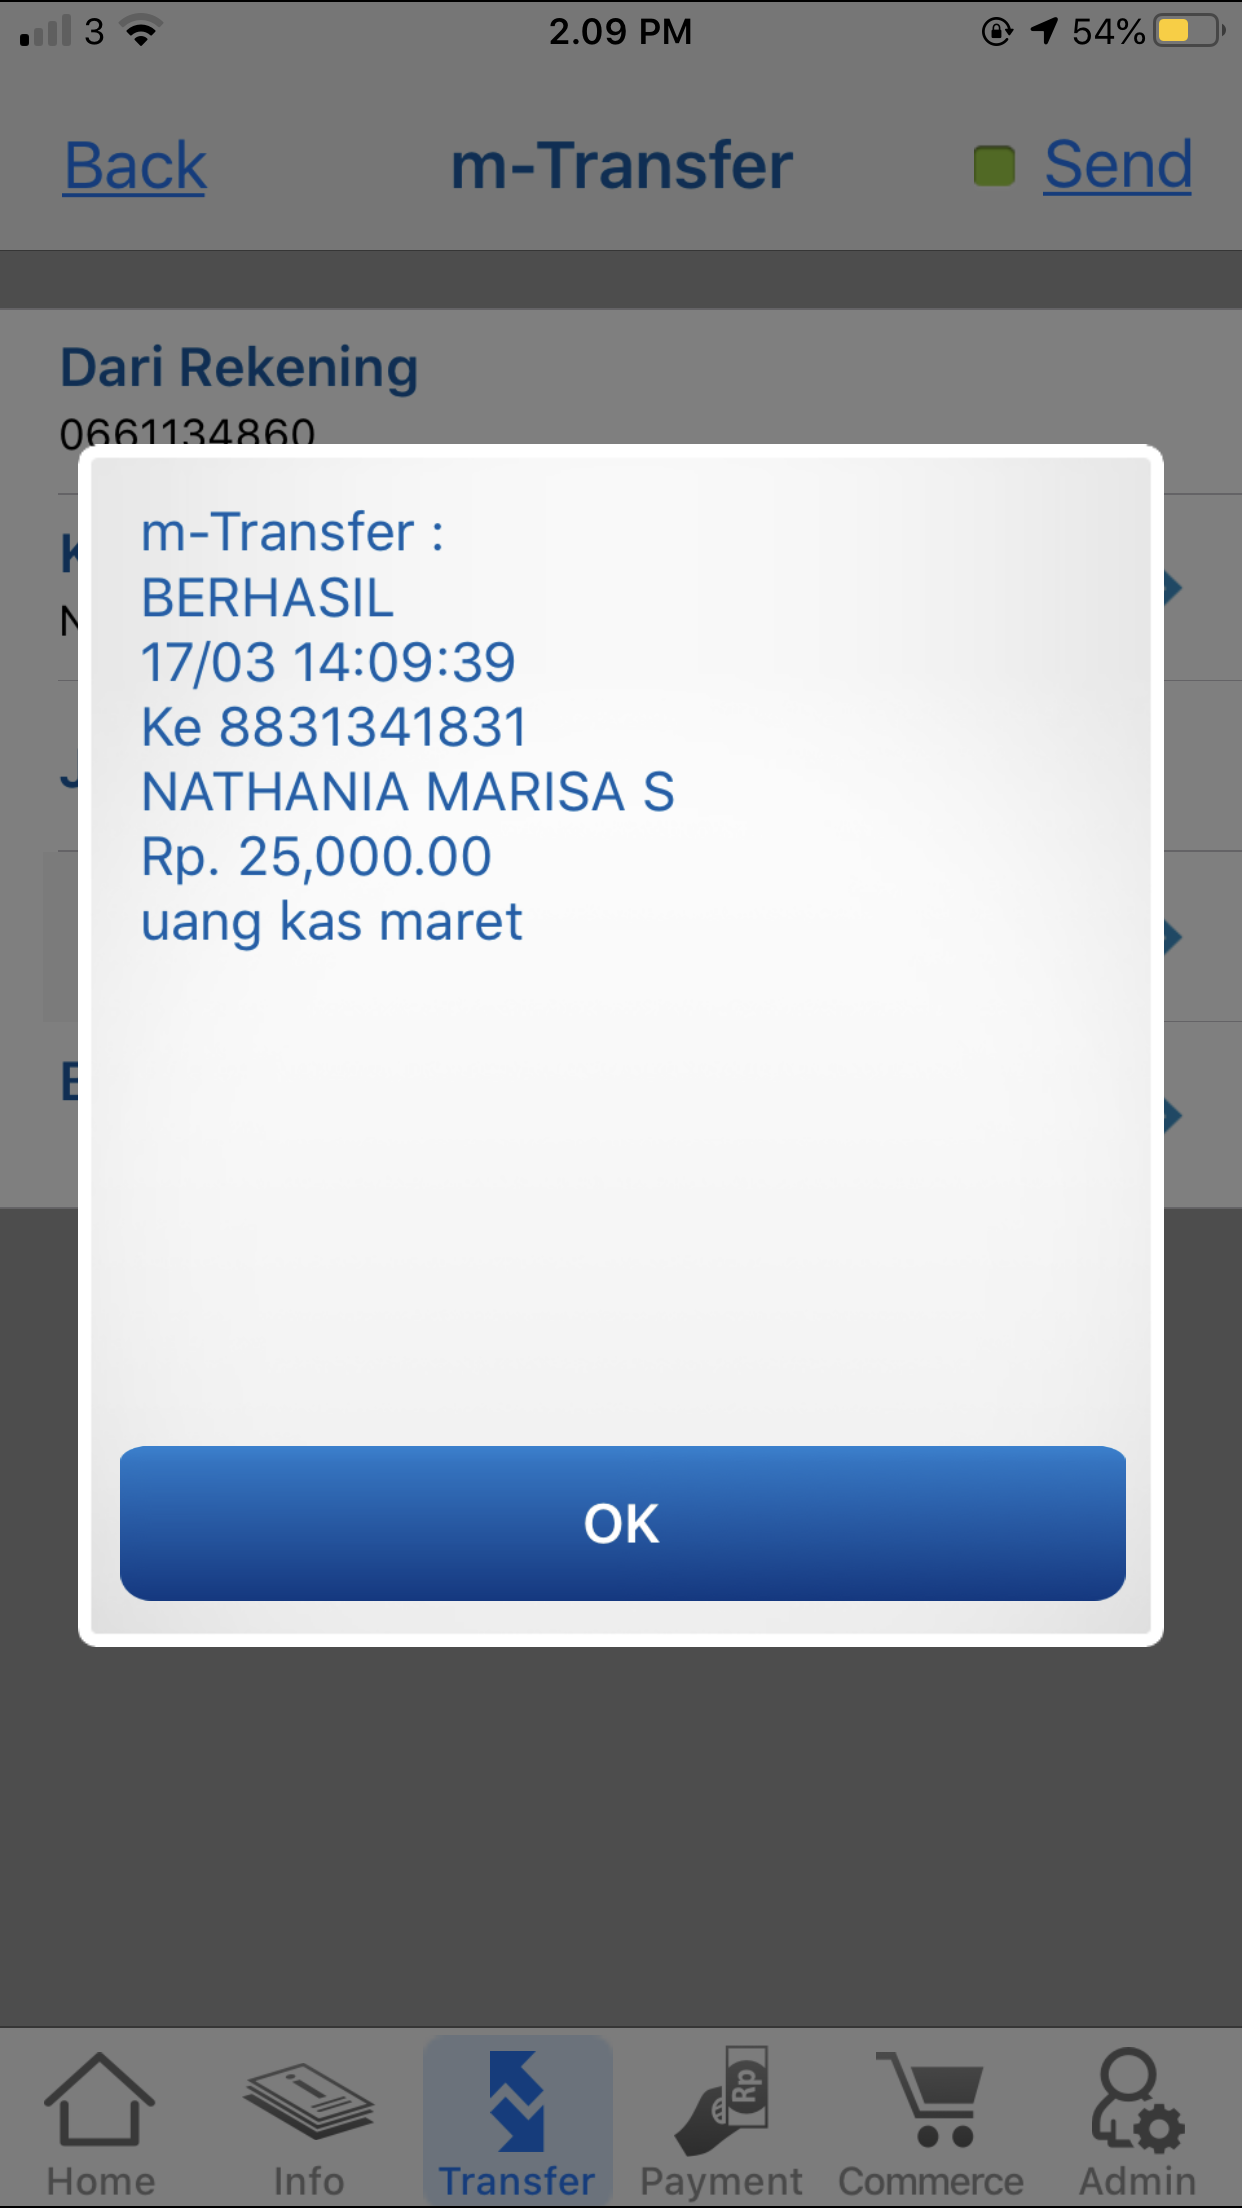 3
2.09 PM
54%
Back
m-Transfer
Send
Dari Rekening
0661134860
m-Transfer :
BERHASIL
17/03 14:09:39
Ke 8831341831
NATHANIA MARISA S
Rp. 25,000.00
uang kas maret
OK
Rp
Home
Info
Transfer
Payment
Commerce
Admin